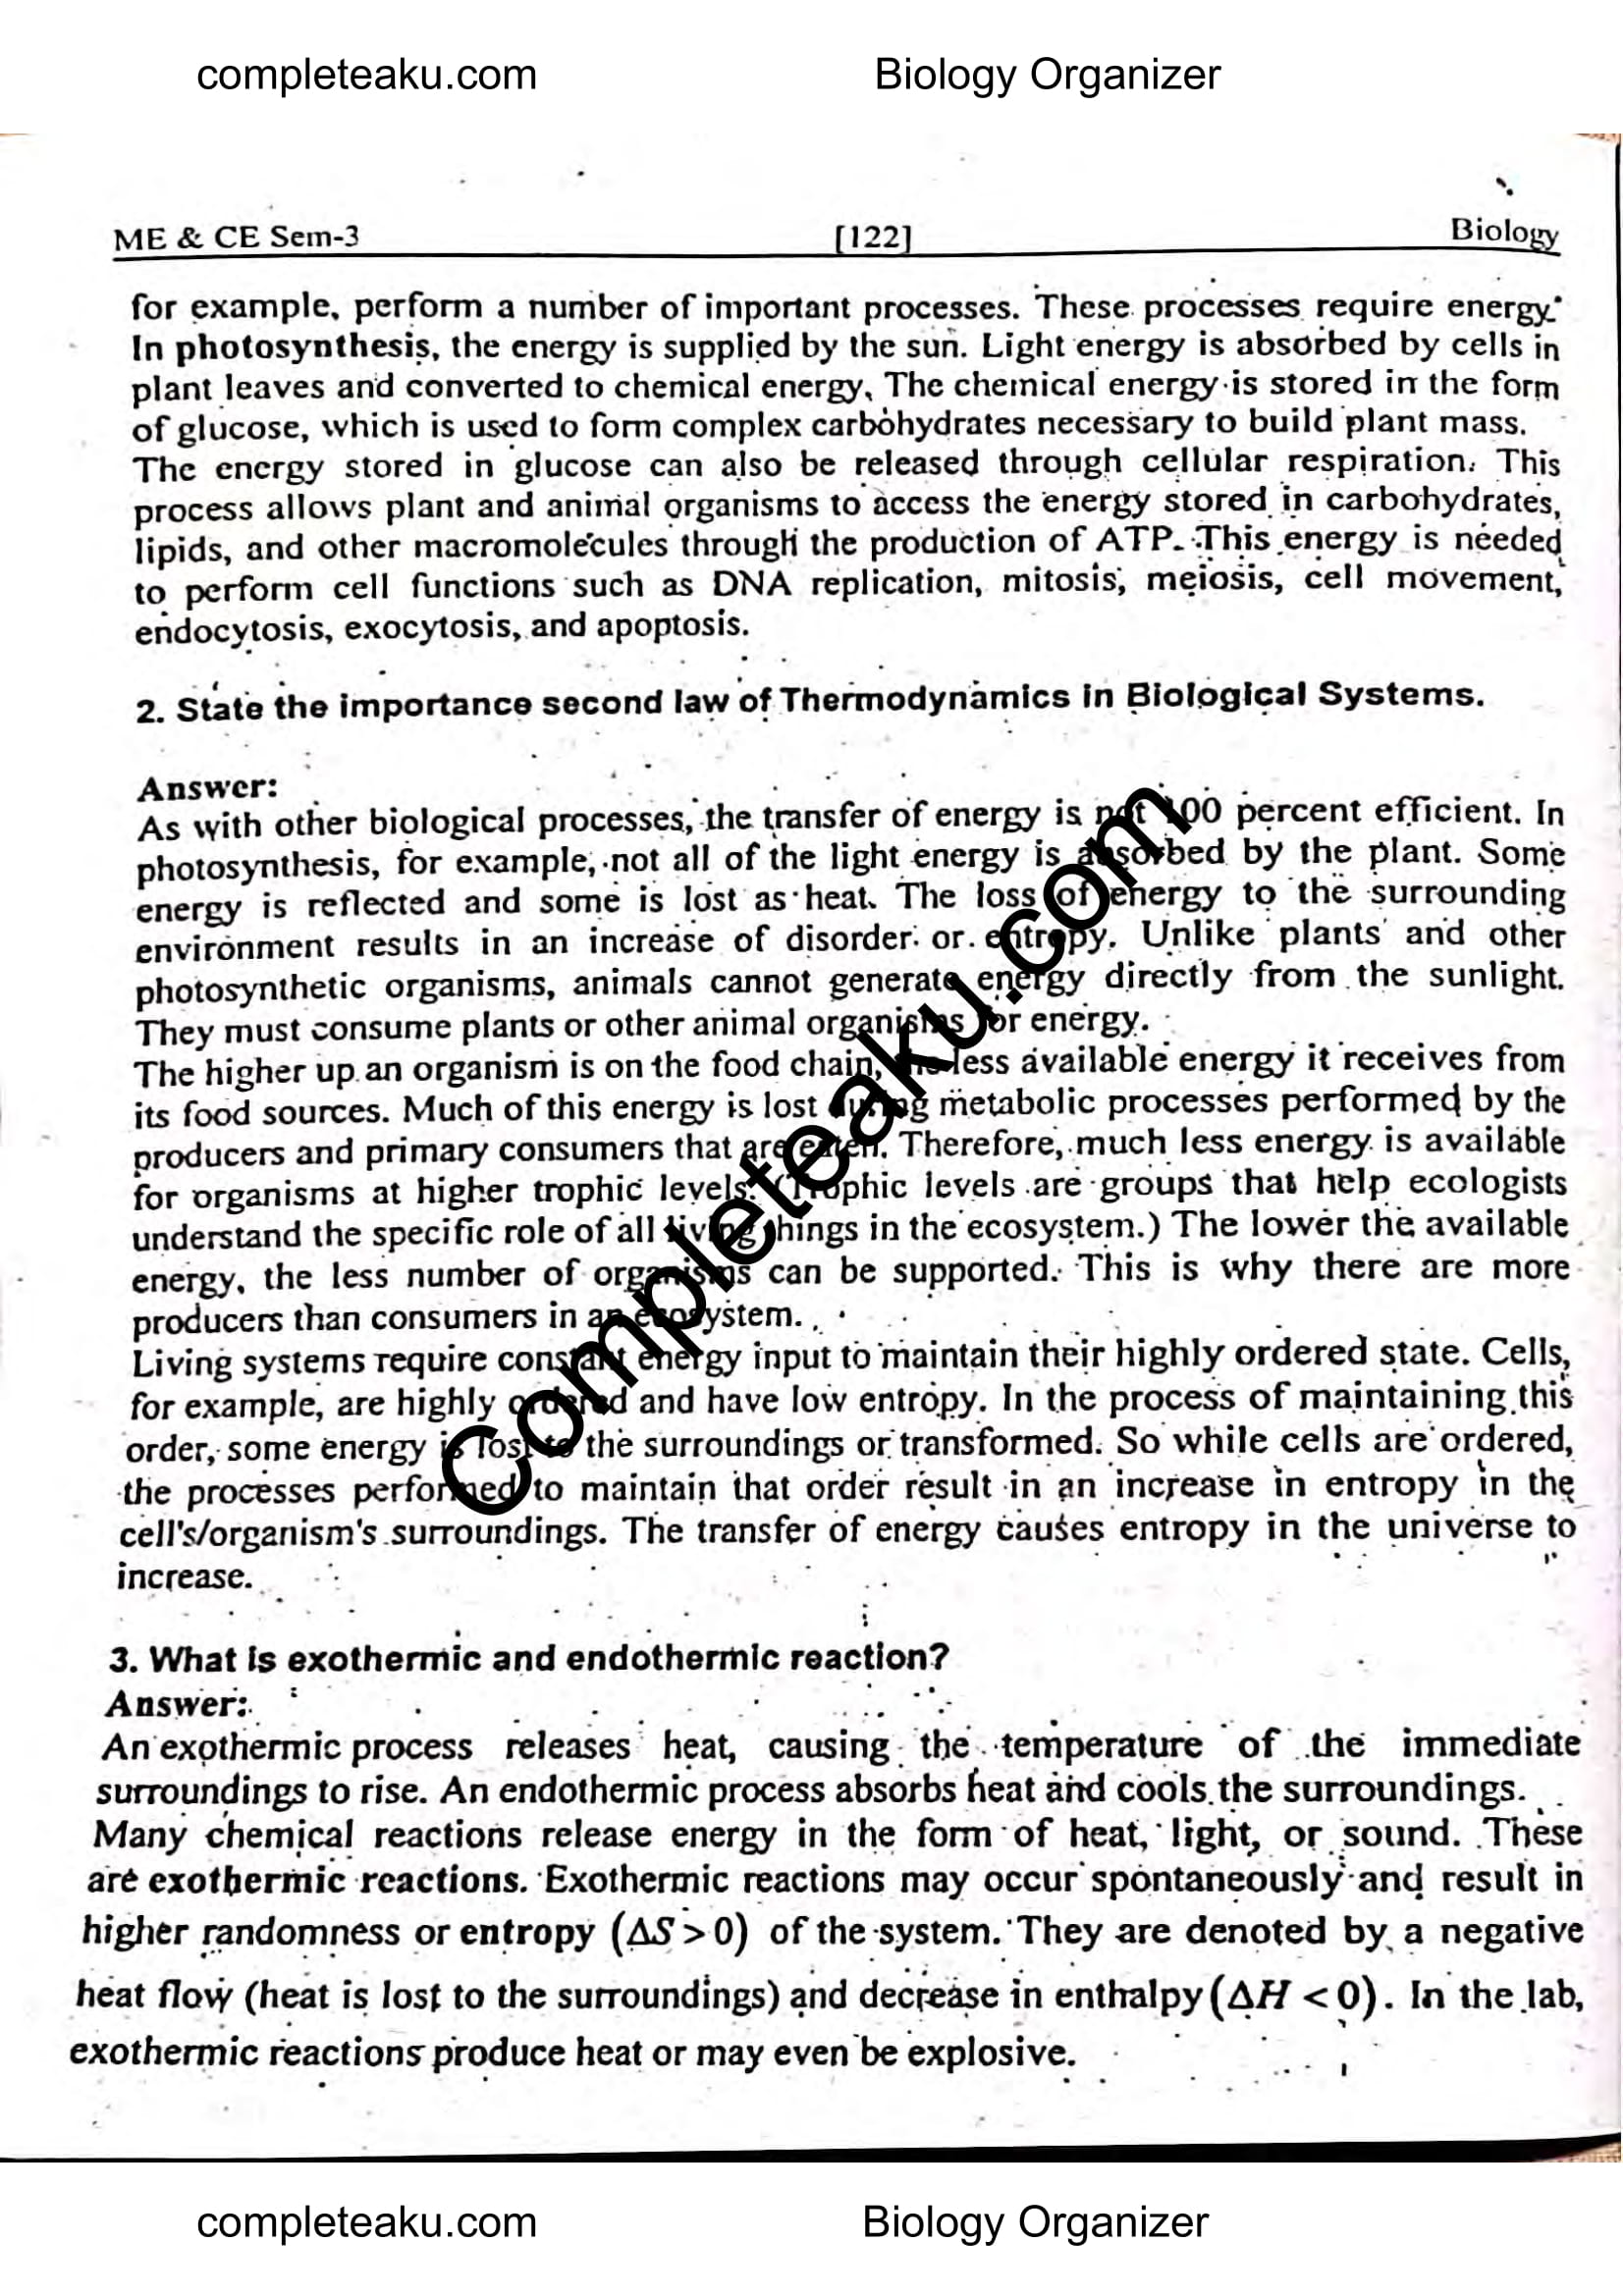 completeaku.com Biology Organizer
ME & CE Sem-3 [122] Biology
for example, perform a number of important processes. These processes require energy.
In photosynthesis, the energy is supplied by the sun. Light energy is absorbed by cells in
plant leaves and converted to chemical energy. The chemical energy is stored in the form
of glucose, which is used to form complex carbohydrates necessary to build plant mass.
The energy stored in glucose can also be released through cellular respiration. This
process allows plant and animal organisms to access the energy stored in carbohydrates,
lipids, and other macromolecules through the production of ATP. This energy is needed
to perform cell functions such as DNA replication, mitosis, meiosis, cell movement,
endocytosis, exocytosis, and apoptosis.
2. State the importance second law of Thermodynamics in Biological Systems.
Answer:
As with other biological processes, the transfer of energy is not 100 percent efficient. In
photosynthesis, for example, not all of the light energy is absorbed by the plant. Some
energy is reflected and some is lost as heat. The loss of energy to the surrounding
environment results in an increase of disorder or entropy. Unlike plants and other
photosynthetic organisms, animals cannot generate energy directly from the sunlight.
They must consume plants or other animal organisms for energy.
The higher up an organism is on the food chain, the less available energy it receives from
its food sources. Much of this energy is lost during metabolic processes performed by the
producers and primary consumers that are eaten. Therefore, much less energy is available
for organisms at higher trophic levels. (Trophic levels are groups that help ecologists
understand the specific role of all living things in the ecosystem.) The lower the available
energy, the less number of organisms can be supported. This is why there are more
producers than consumers in an ecosystem.
Living systems require constant energy input to maintain their highly ordered state. Cells,
for example, are highly ordered and have low entropy. In the process of maintaining this
order, some energy is lost to the surroundings or transformed. So while cells are ordered,
the processes performed to maintain that order result in an increase in entropy in the
cell's/organism's surroundings. The transfer of energy causes entropy in the universe to
increase.
Completeaku.com
3. What is exothermic and endothermic reaction?
Answer:
An exothermic process releases heat, causing the temperature of the immediate
surroundings to rise. An endothermic process absorbs heat and cools the surroundings.
Many chemical reactions release energy in the form of heat, light, or sound. These
are exothermic reactions. Exothermic reactions may occur spontaneously and result in
higher randomness or entropy (ΔS > 0) of the system. They are denoted by a negative
heat flow (heat is lost to the surroundings) and decrease in enthalpy (ΔH < 0). In the lab,
exothermic reactions produce heat or may even be explosive.
completeaku.com Biology Organizer